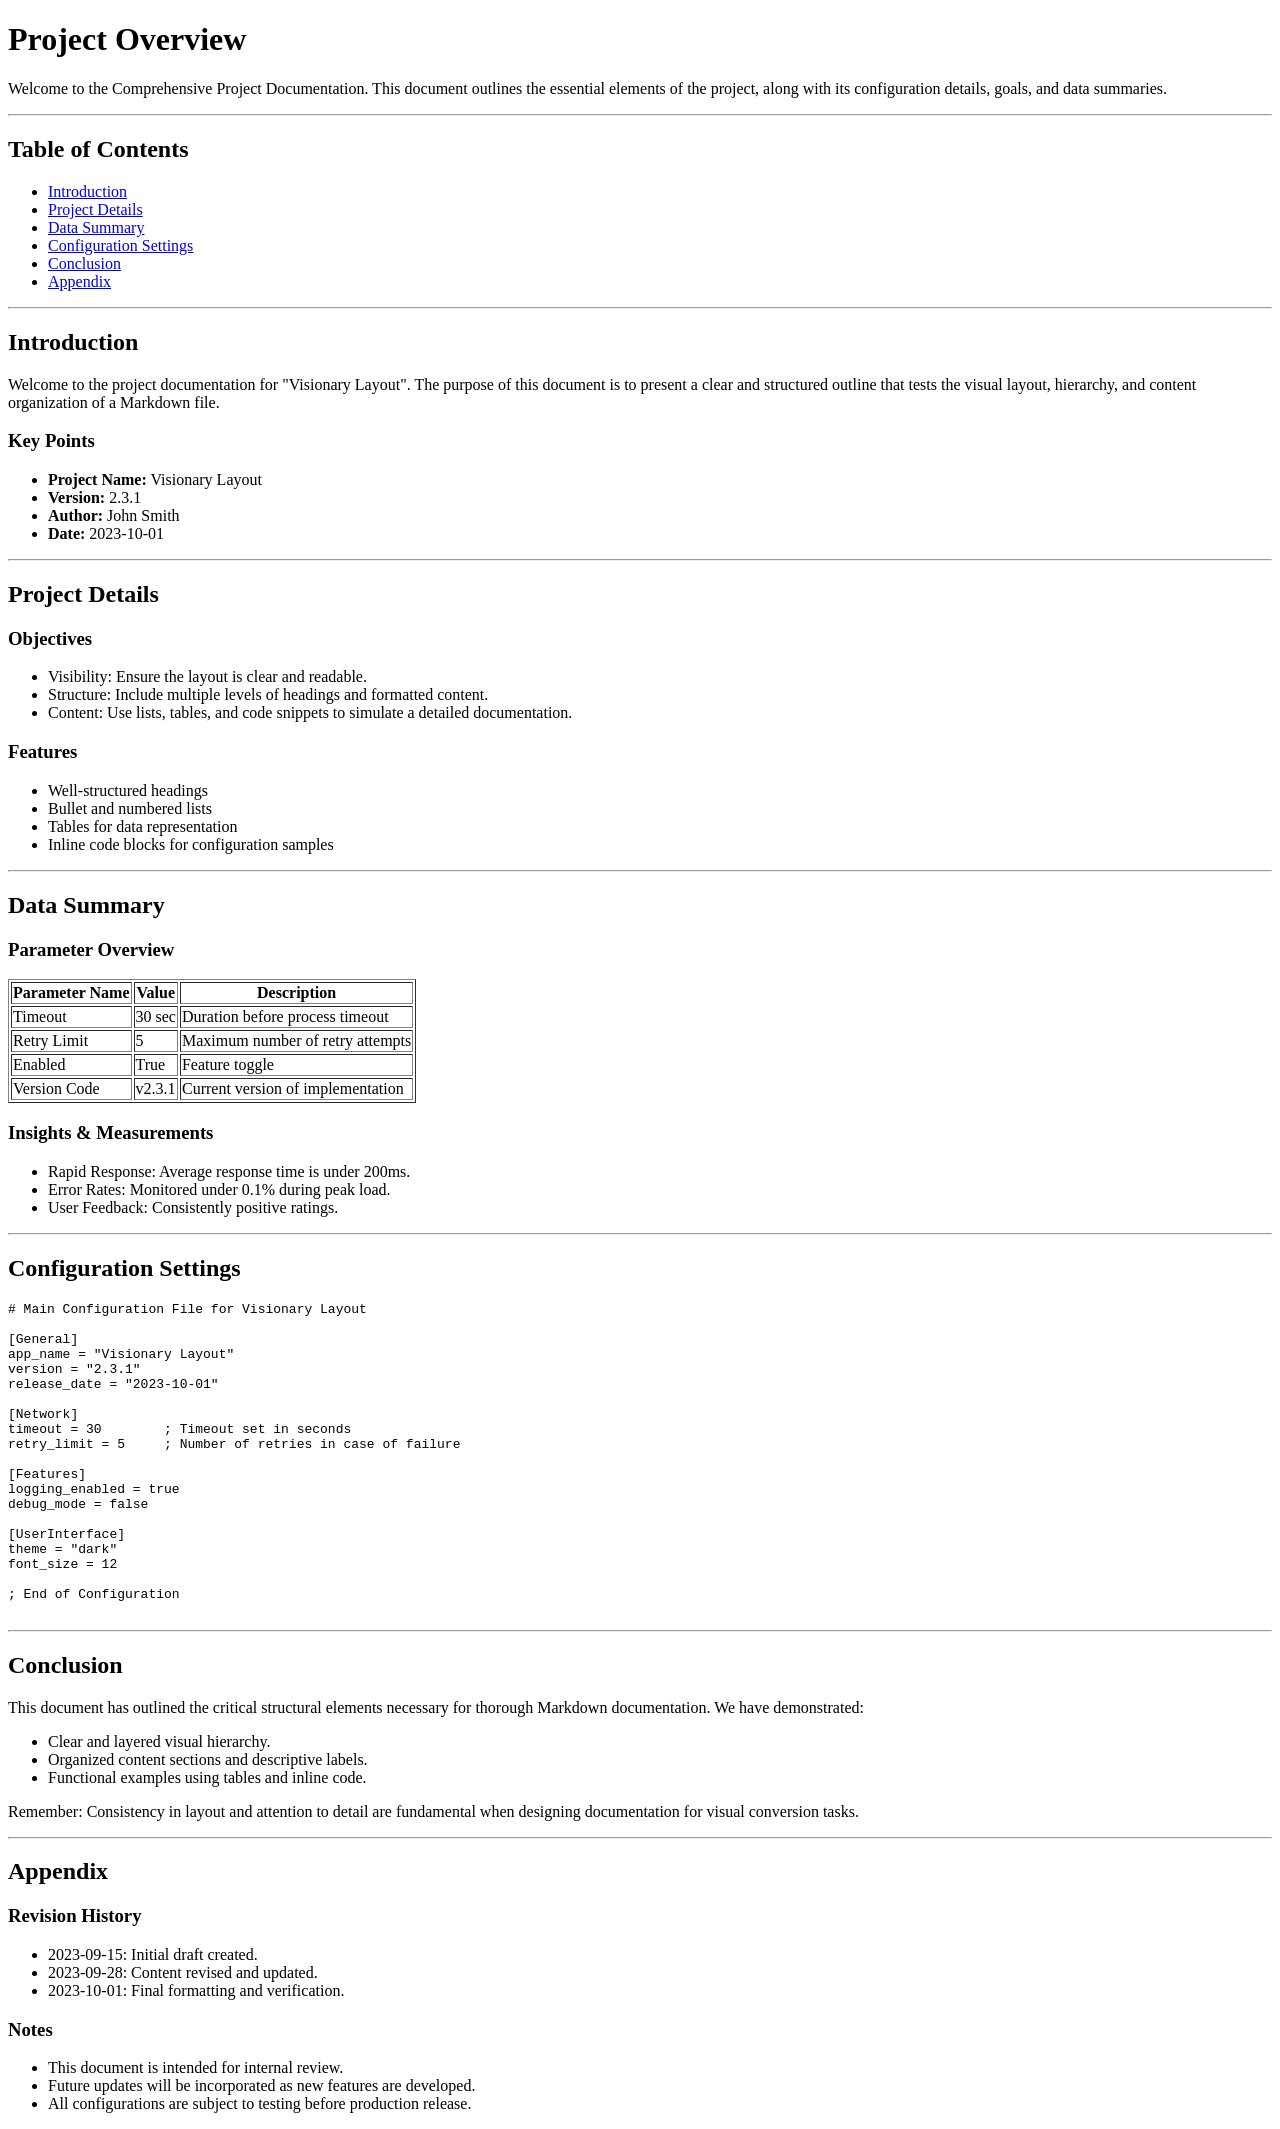 Project Overview
Welcome to the Comprehensive Project Documentation. This document outlines the essential elements of the project, along with its configuration details, goals, and data summaries.
Table of Contents
Introduction
Project Details
Data Summary
Configuration Settings
Conclusion
Appendix
Introduction
Welcome to the project documentation for "Visionary Layout". The purpose of this document is to present a clear and structured outline that tests the visual layout, hierarchy, and content
organization of a Markdown file.
Key Points
Project Name: Visionary Layout
Version: 2.3.1
Author: John Smith
Date: 2023-10-01
Project Details
Objectives
Visibility: Ensure the layout is clear and readable.
Structure: Include multiple levels of headings and formatted content.
Content: Use lists, tables, and code snippets to simulate a detailed documentation.
Features
Well-structured headings
Bullet and numbered lists
Tables for data representation
Inline code blocks for configuration samples
Data Summary
Parameter Overview
Parameter Name Value Description
Timeout 30 sec Duration before process timeout
Retry Limit 5 Maximum number of retry attempts
Enabled True Feature toggle
Version Code v2.3.1 Current version of implementation
Insights & Measurements
Rapid Response: Average response time is under 200ms.
Error Rates: Monitored under 0.1% during peak load.
User Feedback: Consistently positive ratings.
Configuration Settings
# Main Configuration File for Visionary Layout
[General]
app_name = "Visionary Layout"
version = "2.3.1"
release_date = "2023-10-01"
[Network]
timeout = 30        ; Timeout set in seconds
retry_limit = 5     ; Number of retries in case of failure
[Features]
logging_enabled = true
debug_mode = false
[UserInterface]
theme = "dark"
font_size = 12
; End of Configuration
Conclusion
This document has outlined the critical structural elements necessary for thorough Markdown documentation. We have demonstrated:
Clear and layered visual hierarchy.
Organized content sections and descriptive labels.
Functional examples using tables and inline code.
Remember: Consistency in layout and attention to detail are fundamental when designing documentation for visual conversion tasks.
Appendix
Revision History
2023-09-15: Initial draft created.
2023-09-28: Content revised and updated.
2023-10-01: Final formatting and verification.
Notes
This document is intended for internal review.
Future updates will be incorporated as new features are developed.
All configurations are subject to testing before production release.